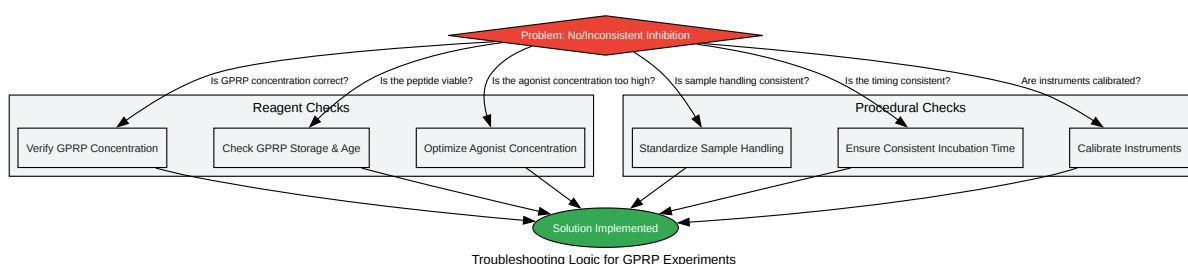 Problem: No/Inconsistent Inhibition
Is GPRP concentration correct?
Is the peptide viable?
Is the agonist concentration too high?
Is sample handling consistent?
Is the timing consistent?
Are instruments calibrated?
Reagent Checks
Procedural Checks
Verify GPRP Concentration
Check GPRP Storage & Age
Optimize Agonist Concentration
Standardize Sample Handling
Ensure Consistent Incubation Time
Calibrate Instruments
Solution Implemented
Troubleshooting Logic for GPRP Experiments